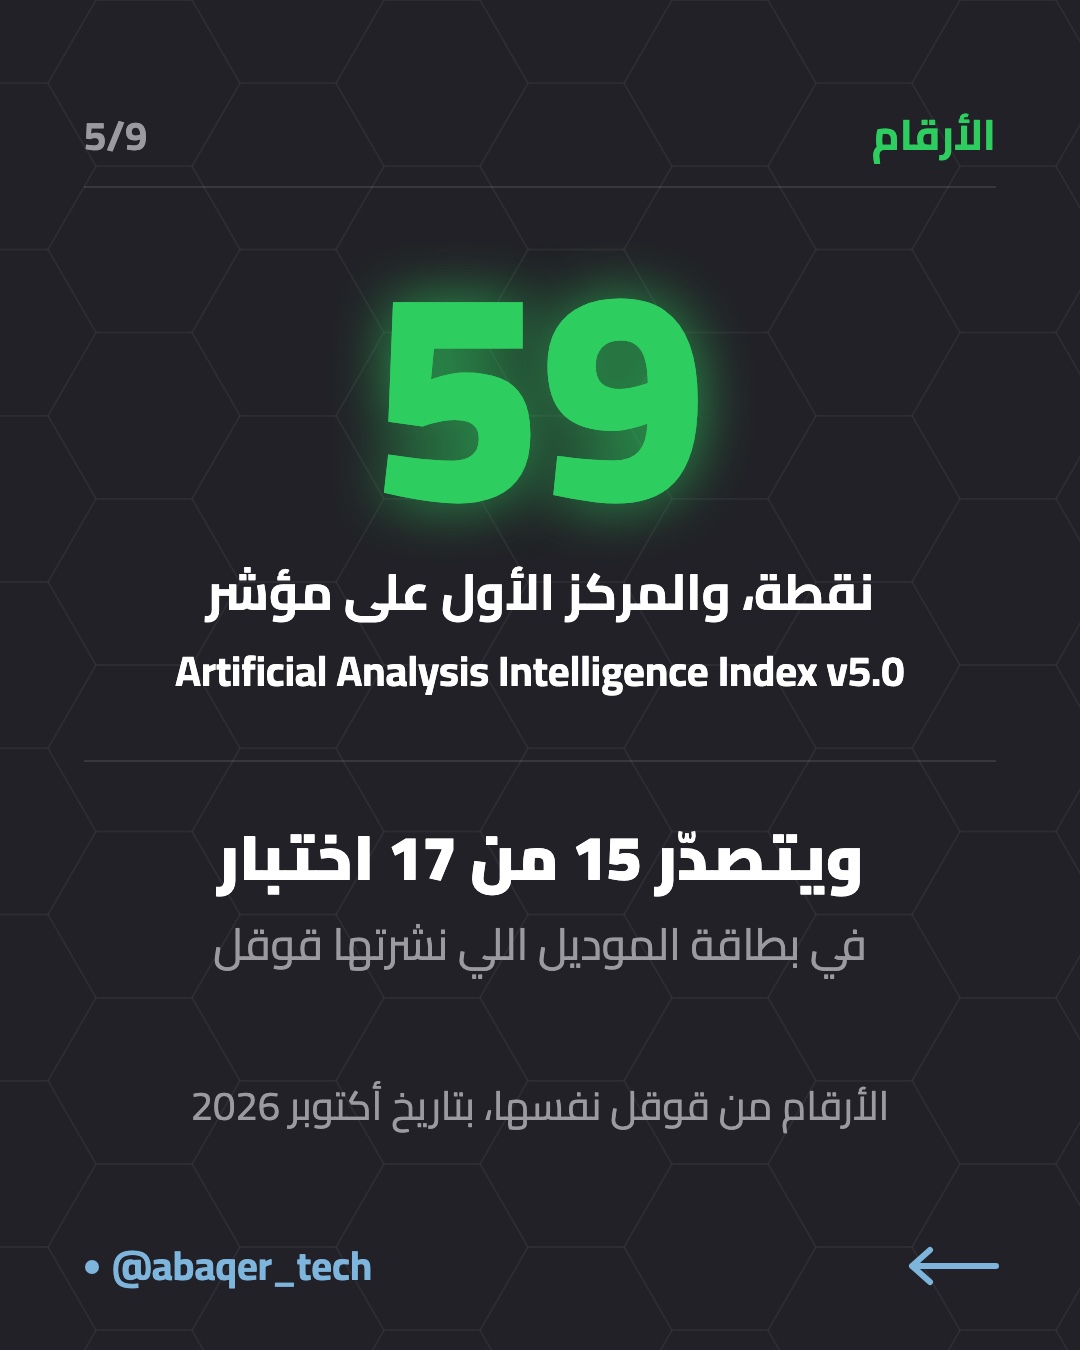 الأرقام
5/9
59
نقطة، والمركز الأول على مؤشر
Artificial Analysis Intelligence Index v5.0
ويتصدّر 15 من 17 اختبار
في بطاقة الموديل اللي نشرتها قوقل
الأرقام من قوقل نفسها، بتاريخ أكتوبر 2026
• @abaqer_tech